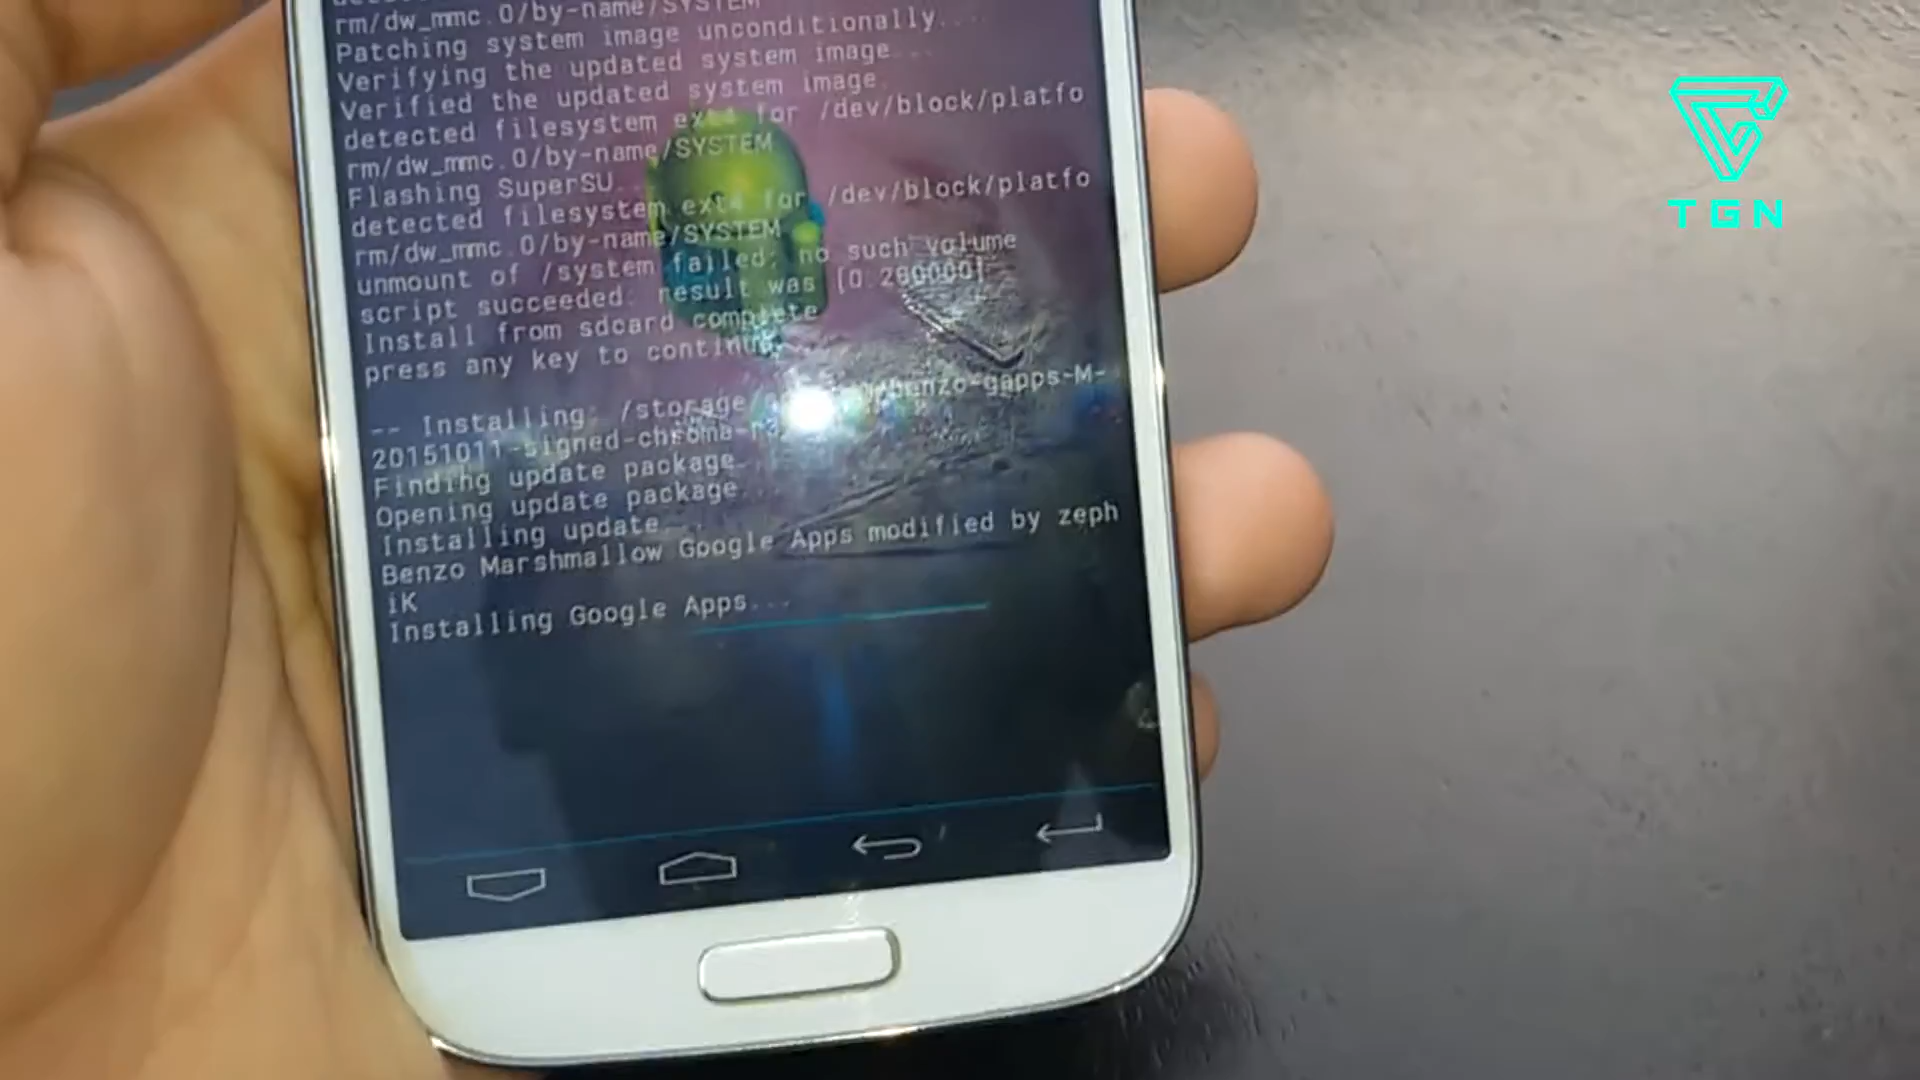 rm/dw_mmc.0/by-name/SYSTEM
Patching system image unconditionally...
Verifying the updated system image...
Verified the updated system image.
detected filesystem ext4 for /dev/block/platfo
rm/dw_mmc.0/by-name/SYSTEM
Flashing SuperSU...
detected filesystem ext4 for /dev/block/platfo
rm/dw_mmc.0/by-name/SYSTEM
unmount of /system failed; no such volume
script succeeded: result was [0.280000]
Install from sdcard complete
press any key to continue...
-- Installing: /storage/ benzo-gapps-M-
20151011-signed-chroma-
Finding update package...
Opening update package...
Installing update...
Benzo Marshmallow Google Apps modified by zeph
iK
Installing Google Apps...
TGN